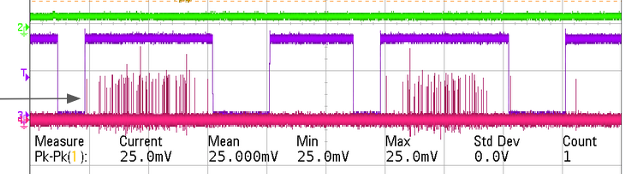 2
T
Measure Current Mean Min Max Std Dev Count
Pk-Pk(1): 25.0mV 25.000mV 25.0mV 25.0mV 0.0V 1